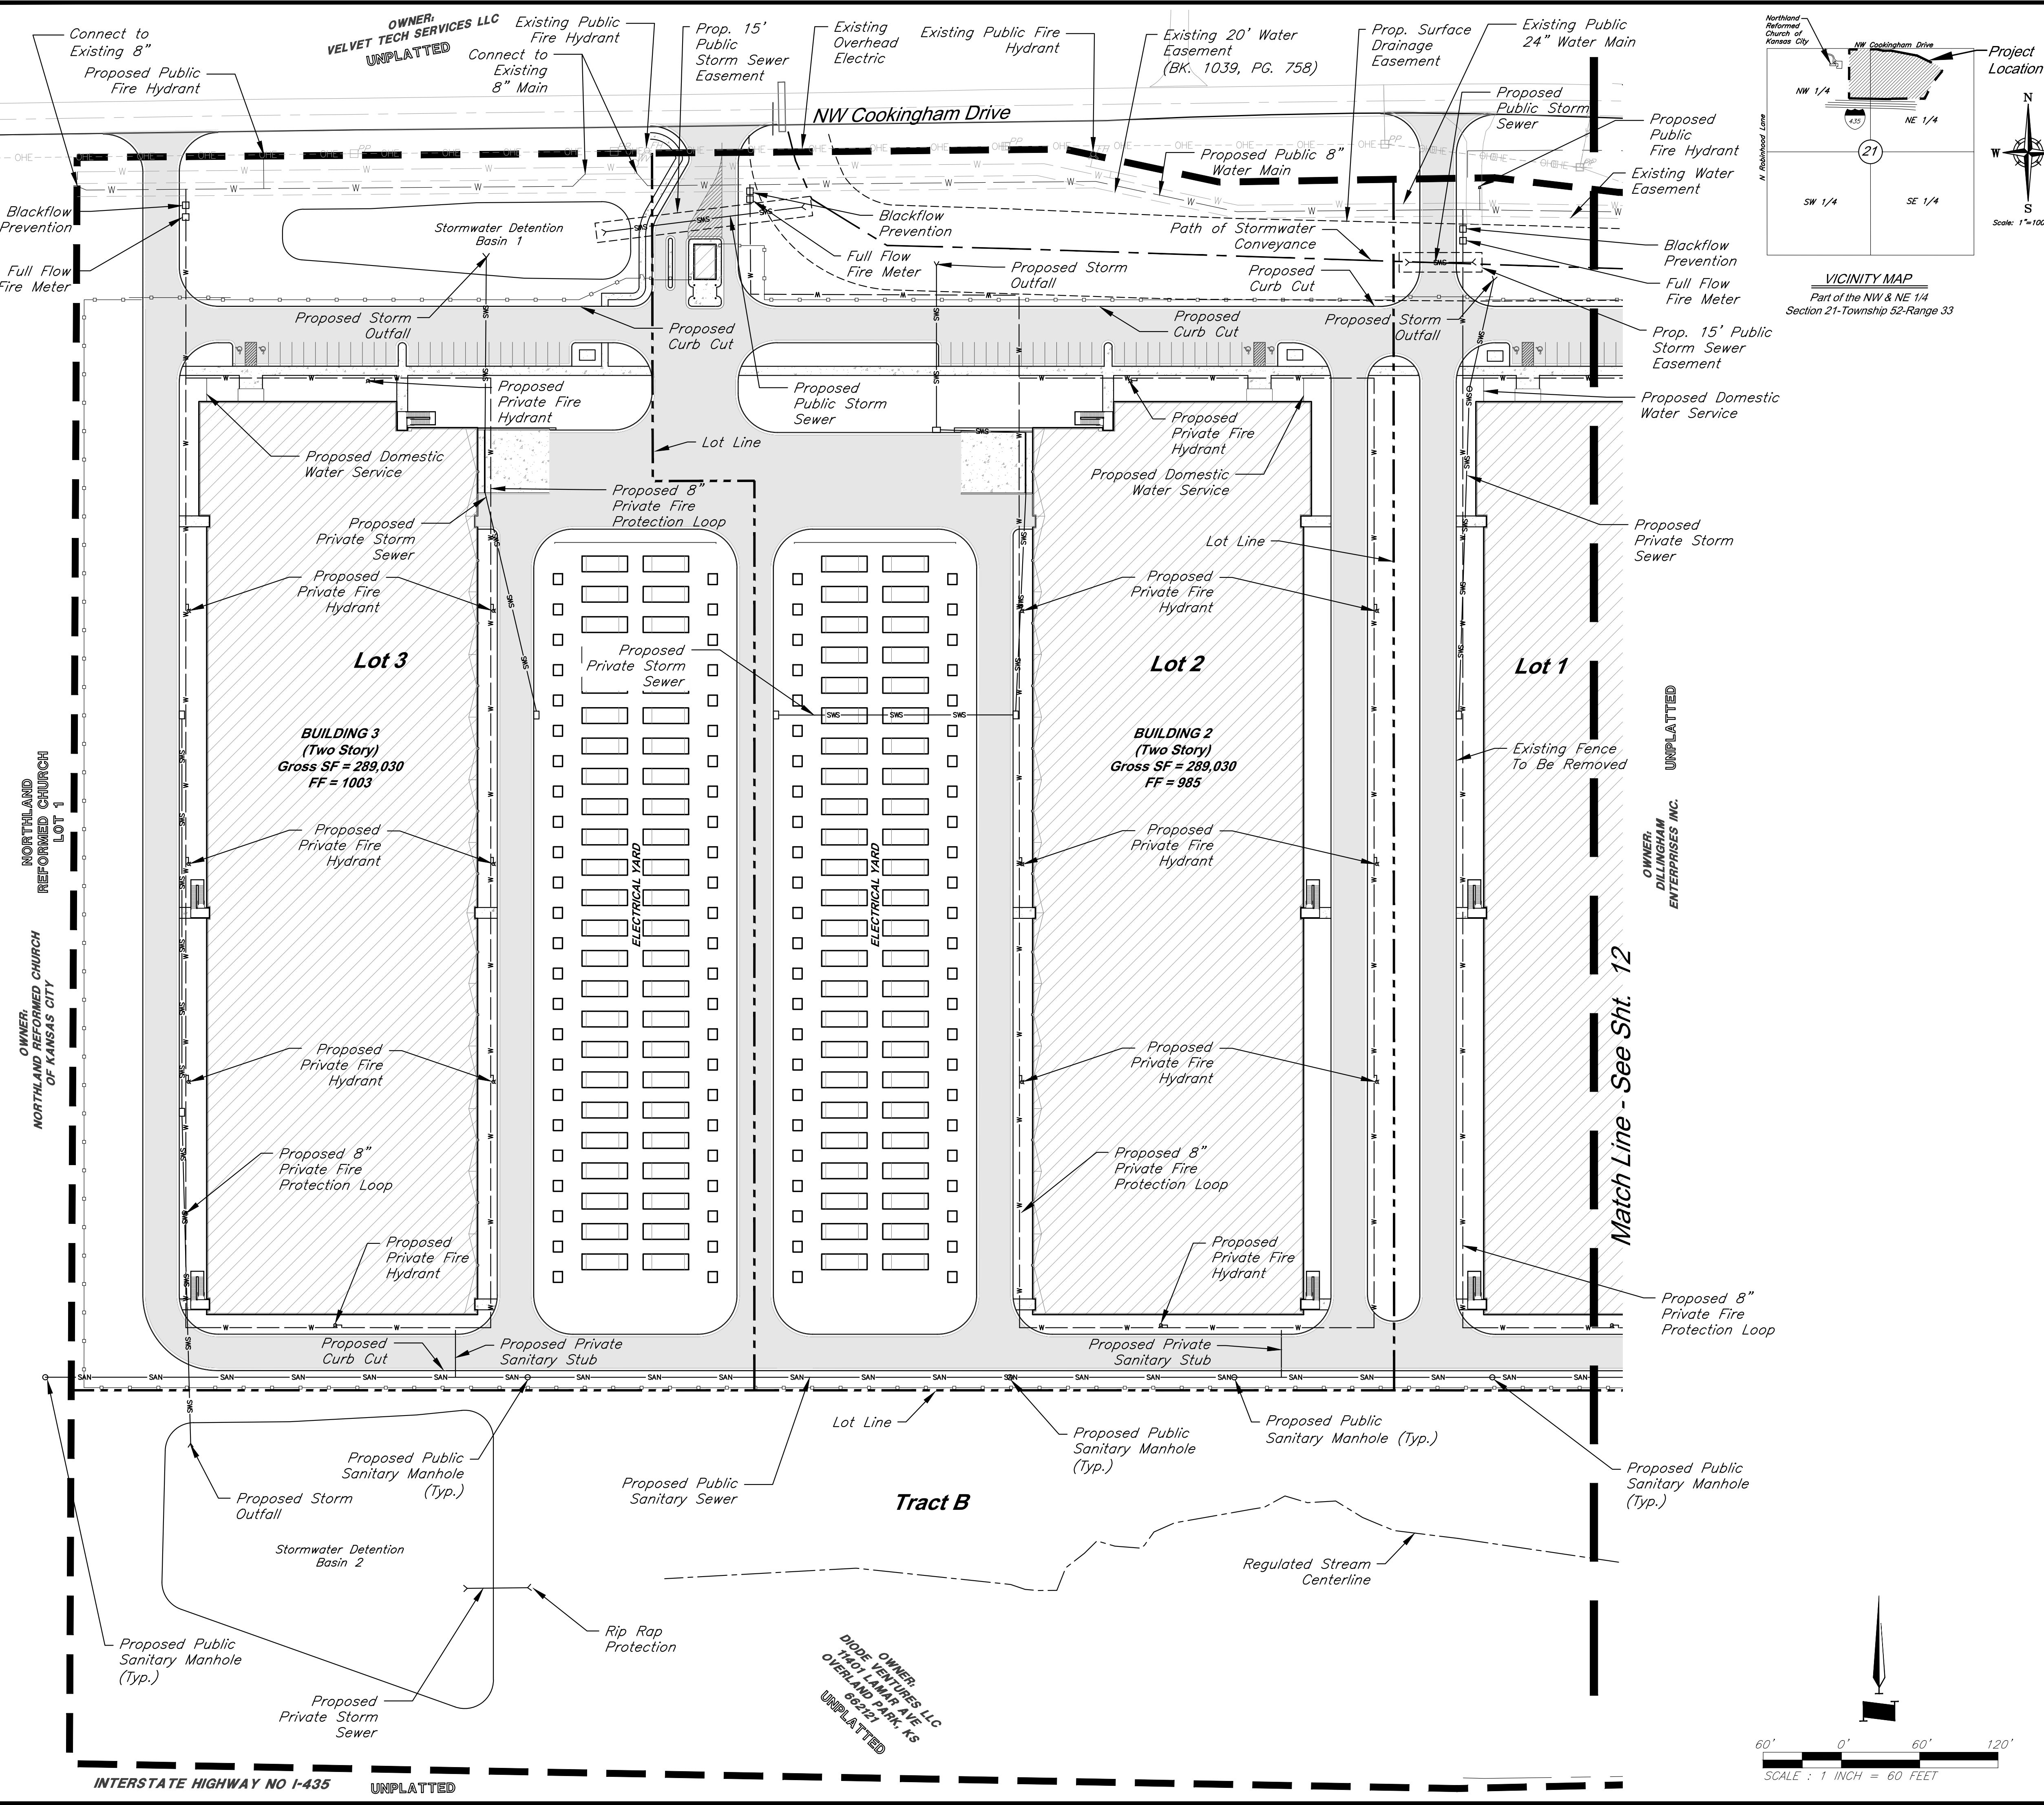 Connect to
Existing 8"
Proposed Public
Fire Hydrant
OWNER:
VELVET TECH SERVICES LLC
UNPLATTED
Existing Public
Fire Hydrant
Connect to
Existing
8" Main
Prop. 15'
Public
Storm Sewer
Easement
Existing
Overhead
Electric
Existing Public Fire
Hydrant
Existing 20' Water
Easement
(BK. 1039, PG. 758)
Prop. Surface
Drainage
Easement
Existing Public
24" Water Main
Northland
Reformed
Church of
Kansas City
NW Cookingham Drive
Project
Location
NW 1/4
NE 1/4
435
21
N Robinhood Lane
SW 1/4
SE 1/4
N
W
S
Scale: 1"=100
VICINITY MAP
Part of the NW & NE 1/4
Section 21-Township 52-Range 33
NW Cookingham Drive
Proposed
Public Storm
Sewer
Proposed
Public
Fire Hydrant
Proposed Public 8"
Water Main
Existing Water
Easement
Blackflow
Prevention
Full Flow
Fire Meter
Stormwater Detention
Basin 1
Blackflow
Prevention
Full Flow
Fire Meter
Path of Stormwater
Conveyance
Proposed Storm
Outfall
Proposed
Curb Cut
Blackflow
Prevention
Full Flow
Fire Meter
Proposed Storm
Outfall
Proposed
Curb Cut
Proposed
Curb Cut
Proposed Storm
Outfall
Prop. 15' Public
Storm Sewer
Easement
Proposed
Private Fire
Hydrant
Proposed
Public Storm
Sewer
Proposed Domestic
Water Service
Lot Line
Proposed
Private Fire
Hydrant
Proposed Domestic
Water Service
Proposed Domestic
Water Service
Proposed 8"
Private Fire
Protection Loop
Proposed
Private Storm
Sewer
Lot Line
Proposed
Private Storm
Sewer
Proposed
Private Fire
Hydrant
Proposed
Private Fire
Hydrant
Proposed
Private Storm
Sewer
Lot 3
Lot 2
Lot 1
BUILDING 3
(Two Story)
Gross SF = 289,030
FF = 1003
BUILDING 2
(Two Story)
Gross SF = 289,030
FF = 985
Existing Fence
To Be Removed
UNPLATTED
OWNER:
DILLINGHAM
ENTERPRISES INC.
NORTHLAND
REFORMED CHURCH
LOT 1
OWNER:
NORTHLAND REFORMED CHURCH
OF KANSAS CITY
Proposed
Private Fire
Hydrant
ELECTRICAL YARD
ELECTRICAL YARD
Proposed
Private Fire
Hydrant
Match Line - See Sht. 12
Proposed
Private Fire
Hydrant
Proposed
Private Fire
Hydrant
Proposed 8"
Private Fire
Protection Loop
Proposed 8"
Private Fire
Protection Loop
Proposed
Private Fire
Hydrant
Proposed
Private Fire
Hydrant
Proposed 8"
Private Fire
Protection Loop
Proposed
Curb Cut
Proposed Private
Sanitary Stub
Proposed Private
Sanitary Stub
Lot Line
Proposed Public
Sanitary Manhole
(Typ.)
Proposed Public
Sanitary Manhole (Typ.)
Proposed Public
Sanitary Manhole
(Typ.)
Proposed Public
Sanitary Sewer
Proposed Public
Sanitary Manhole
(Typ.)
Proposed Storm
Outfall
Tract B
Stormwater Detention
Basin 2
Regulated Stream
Centerline
Rip Rap
Protection
Proposed Public
Sanitary Manhole
(Typ.)
Proposed
Private Storm
Sewer
OWNER:
DIODE VENTURES LLC
11401 LAMAR AVE
OVERLAND PARK, KS
662121
UNPLATTED
INTERSTATE HIGHWAY NO I-435
UNPLATTED
60' 0' 60' 120'
SCALE : 1 INCH = 60 FEET